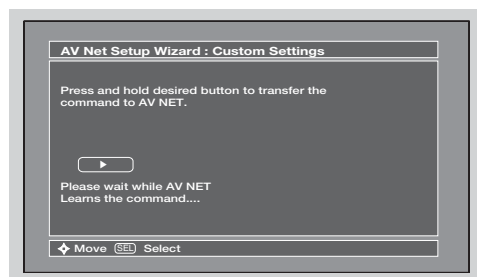 AV Net Setup Wizard : Custom Settings
Press and hold desired button to transfer the
command to AV NET.
Please wait while AV NET
Learns the command....
Move SEL Select